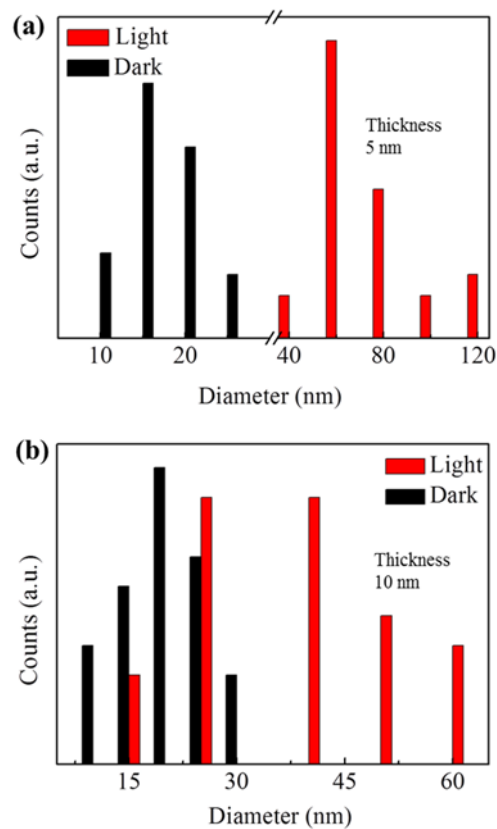 (a)
Light
Dark
Thickness
5 nm
Counts (a.u.)
10 20 40 80 120
Diameter (nm)
(b)
Light
Dark
Thickness
10 nm
Counts (a.u.)
15 30 45 60
Diameter (nm)